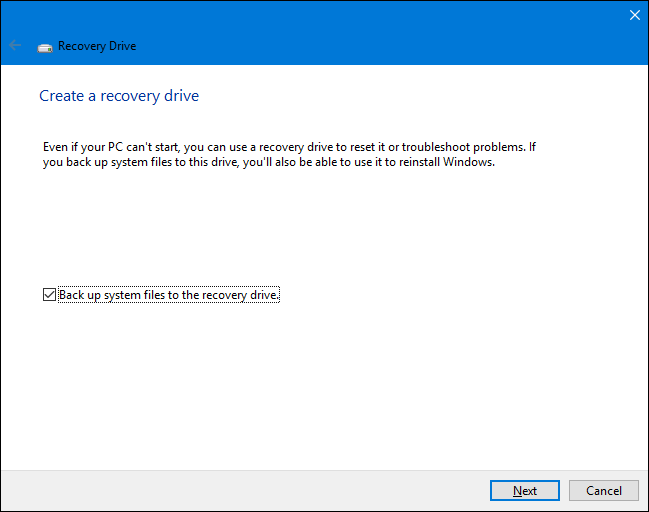 Recovery Drive
Create a recovery drive
Even if your PC can't start, you can use a recovery drive to reset it or troubleshoot problems. If
you back up system files to this drive, you'll also be able to use it to reinstall Windows.
Back up system files to the recovery drive.
Next
Cancel